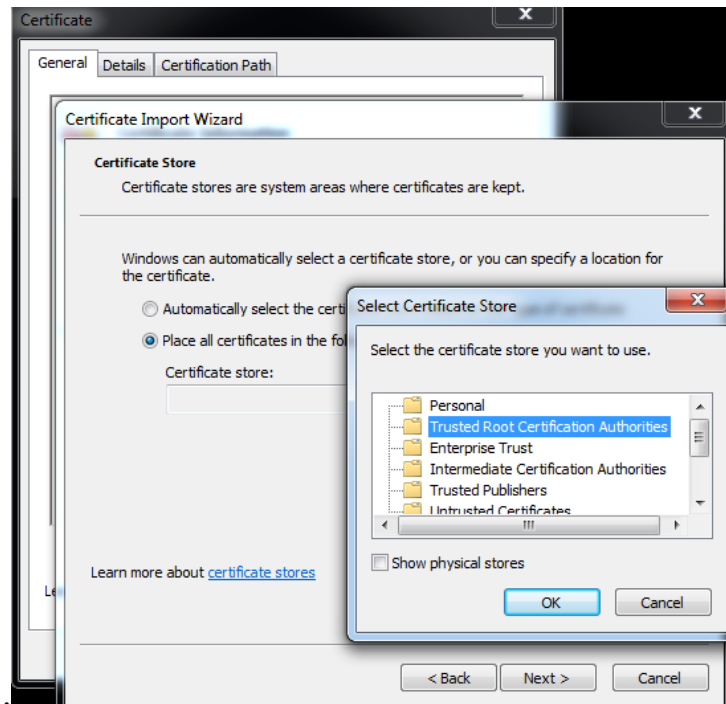 Certificate
x
General Details Certification Path
Certificate Import Wizard
x
Certificate Store
Certificate stores are system areas where certificates are kept.
Windows can automatically select a certificate store, or you can specify a location for
the certificate.
Automatically select the certi
Place all certificates in the fol
Certificate store:
Select Certificate Store
x
Select the certificate store you want to use.
Personal
Trusted Root Certification Authorities
Enterprise Trust
Intermediate Certification Authorities
Trusted Publishers
Untrusted Certificates
Show physical stores
OK Cancel
Learn more about certificate stores
Le
< Back Next > Cancel